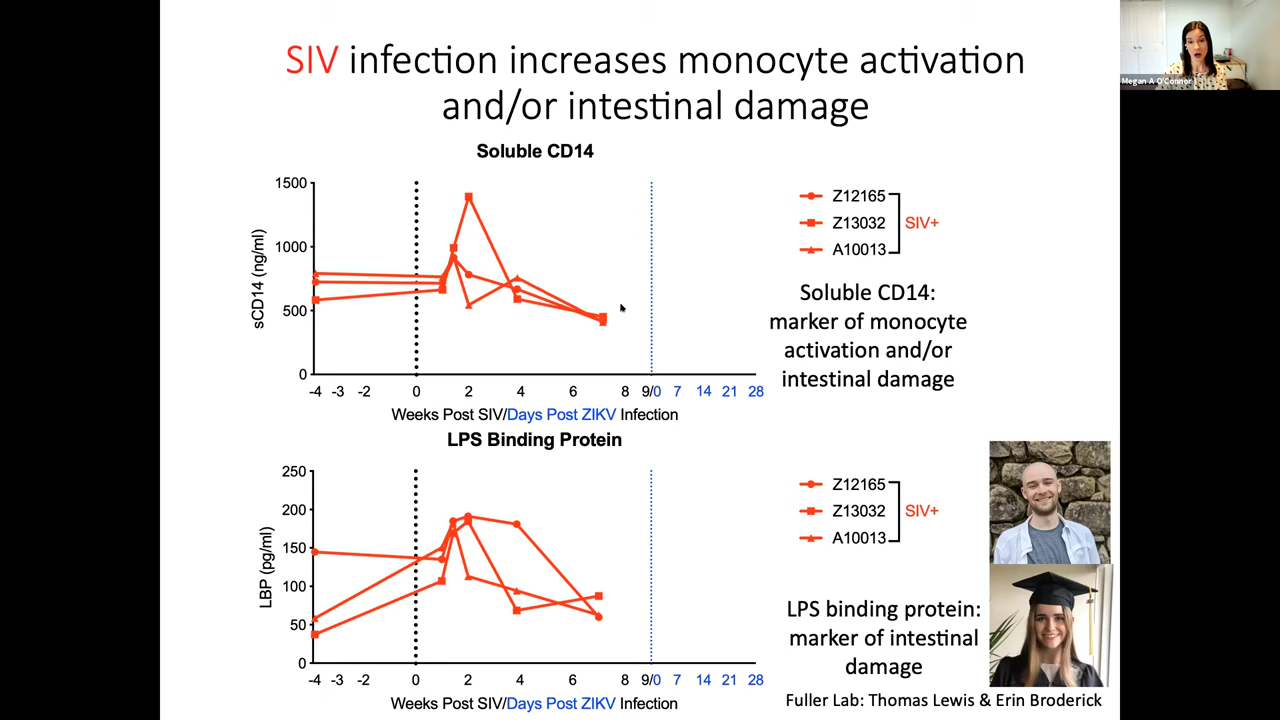 SIV infection increases monocyte activation
and/or intestinal damage
Megan A O'Connor
Soluble CD14
1500
1000
500
0
sCD14 (ng/ml)
-4 -3 -2 0 2 4 6 8 9/0 7 14 21 28
Weeks Post SIV/Days Post ZIKV Infection
Z12165
Z13032
A10013
SIV+
Soluble CD14:
marker of monocyte
activation and/or
intestinal damage
LPS Binding Protein
250
200
150
100
50
0
LBP (pg/ml)
-4 -3 -2 0 2 4 6 8 9/0 7 14 21 28
Weeks Post SIV/Days Post ZIKV Infection
Z12165
Z13032
A10013
SIV+
LPS binding protein:
marker of intestinal
damage
Fuller Lab: Thomas Lewis & Erin Broderick